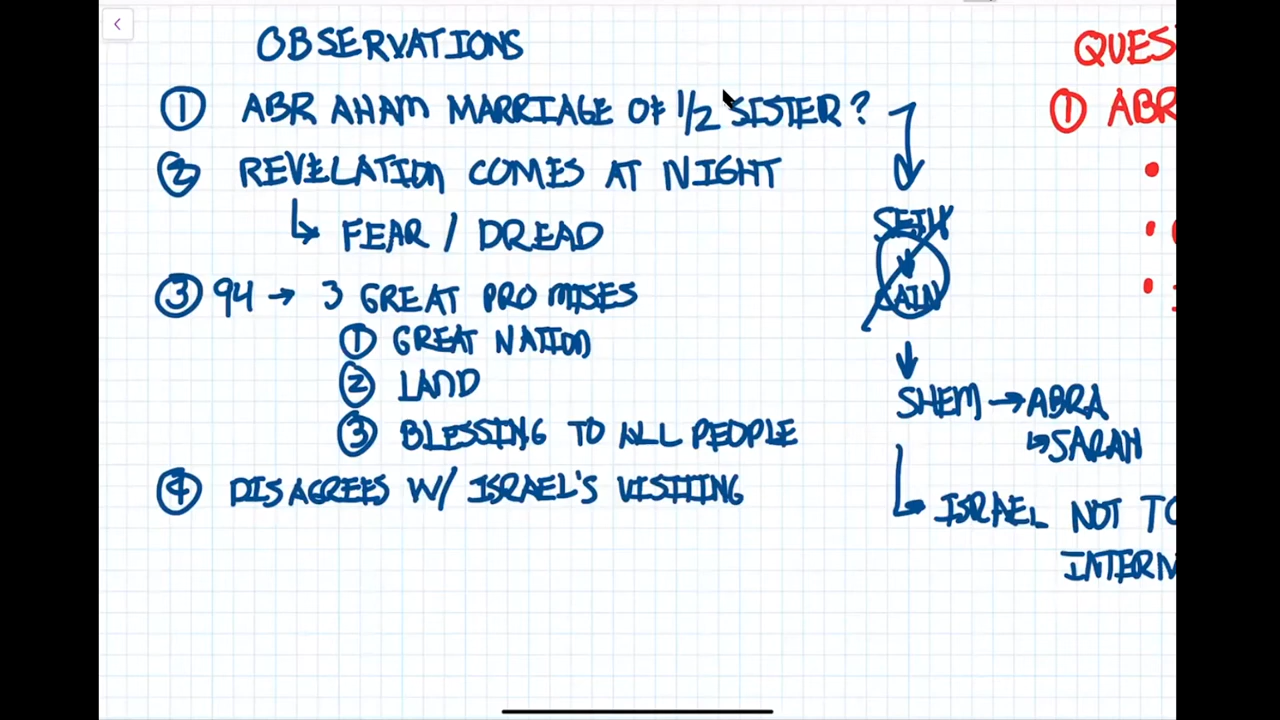 OBSERVATIONS
① ABRAHAM MARRIAGE OF 1/2 SISTER?
② REVELATION COMES AT NIGHT
↳ FEAR / DREAD
③ 94 → 3 GREAT PROMISES
① GREAT NATION
② LAND
③ BLESSING TO ALL PEOPLE
④ DISAGREES W/ ISRAEL'S VISITING
SETH
CAIN
SHEM → ABRA
↳ SARAH
ISRAEL NOT TO
INTERM
QUES
① ABR